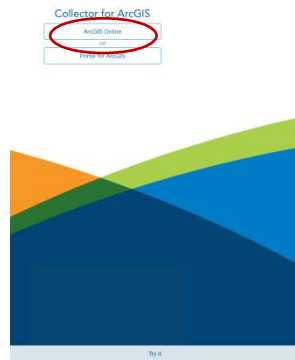 Collector for ArcGIS
ArcGIS Online
OR
Portal for ArcGIS
Try it